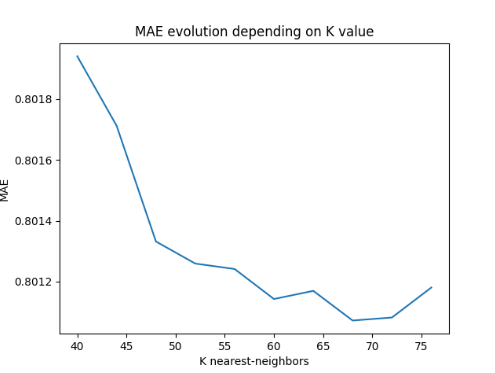 MAE evolution depending on K value
0.8018
0.8016
0.8014
0.8012
MAE
40 45 50 55 60 65 70 75
K nearest-neighbors